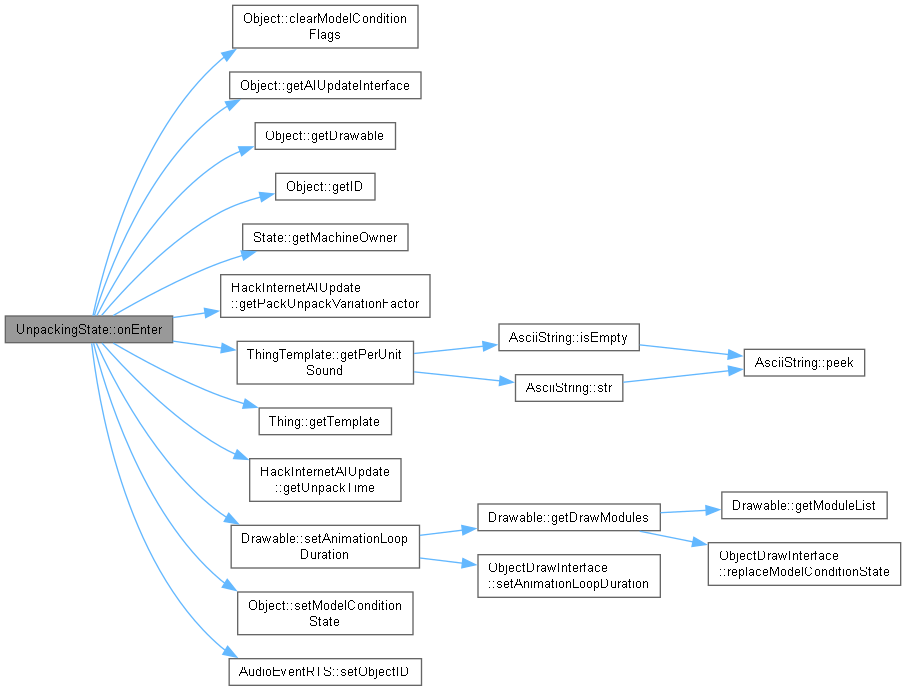 Object::clearModelCondition
Flags
Object::getAIUpdateInterface
Object::getDrawable
Object::getID
State::getMachineOwner
HackInternetAIUpdate
::getPackUnpackVariationFactor
UnpackingState::onEnter
ThingTemplate::getPerUnit
Sound
AsciiString::isEmpty
AsciiString::str
AsciiString::peek
Thing::getTemplate
HackInternetAIUpdate
::getUnpackTime
Drawable::setAnimationLoop
Duration
Drawable::getDrawModules
ObjectDrawInterface
::setAnimationLoopDuration
Drawable::getModuleList
ObjectDrawInterface
::replaceModelConditionState
Object::setModelCondition
State
AudioEventRTS::setObjectID